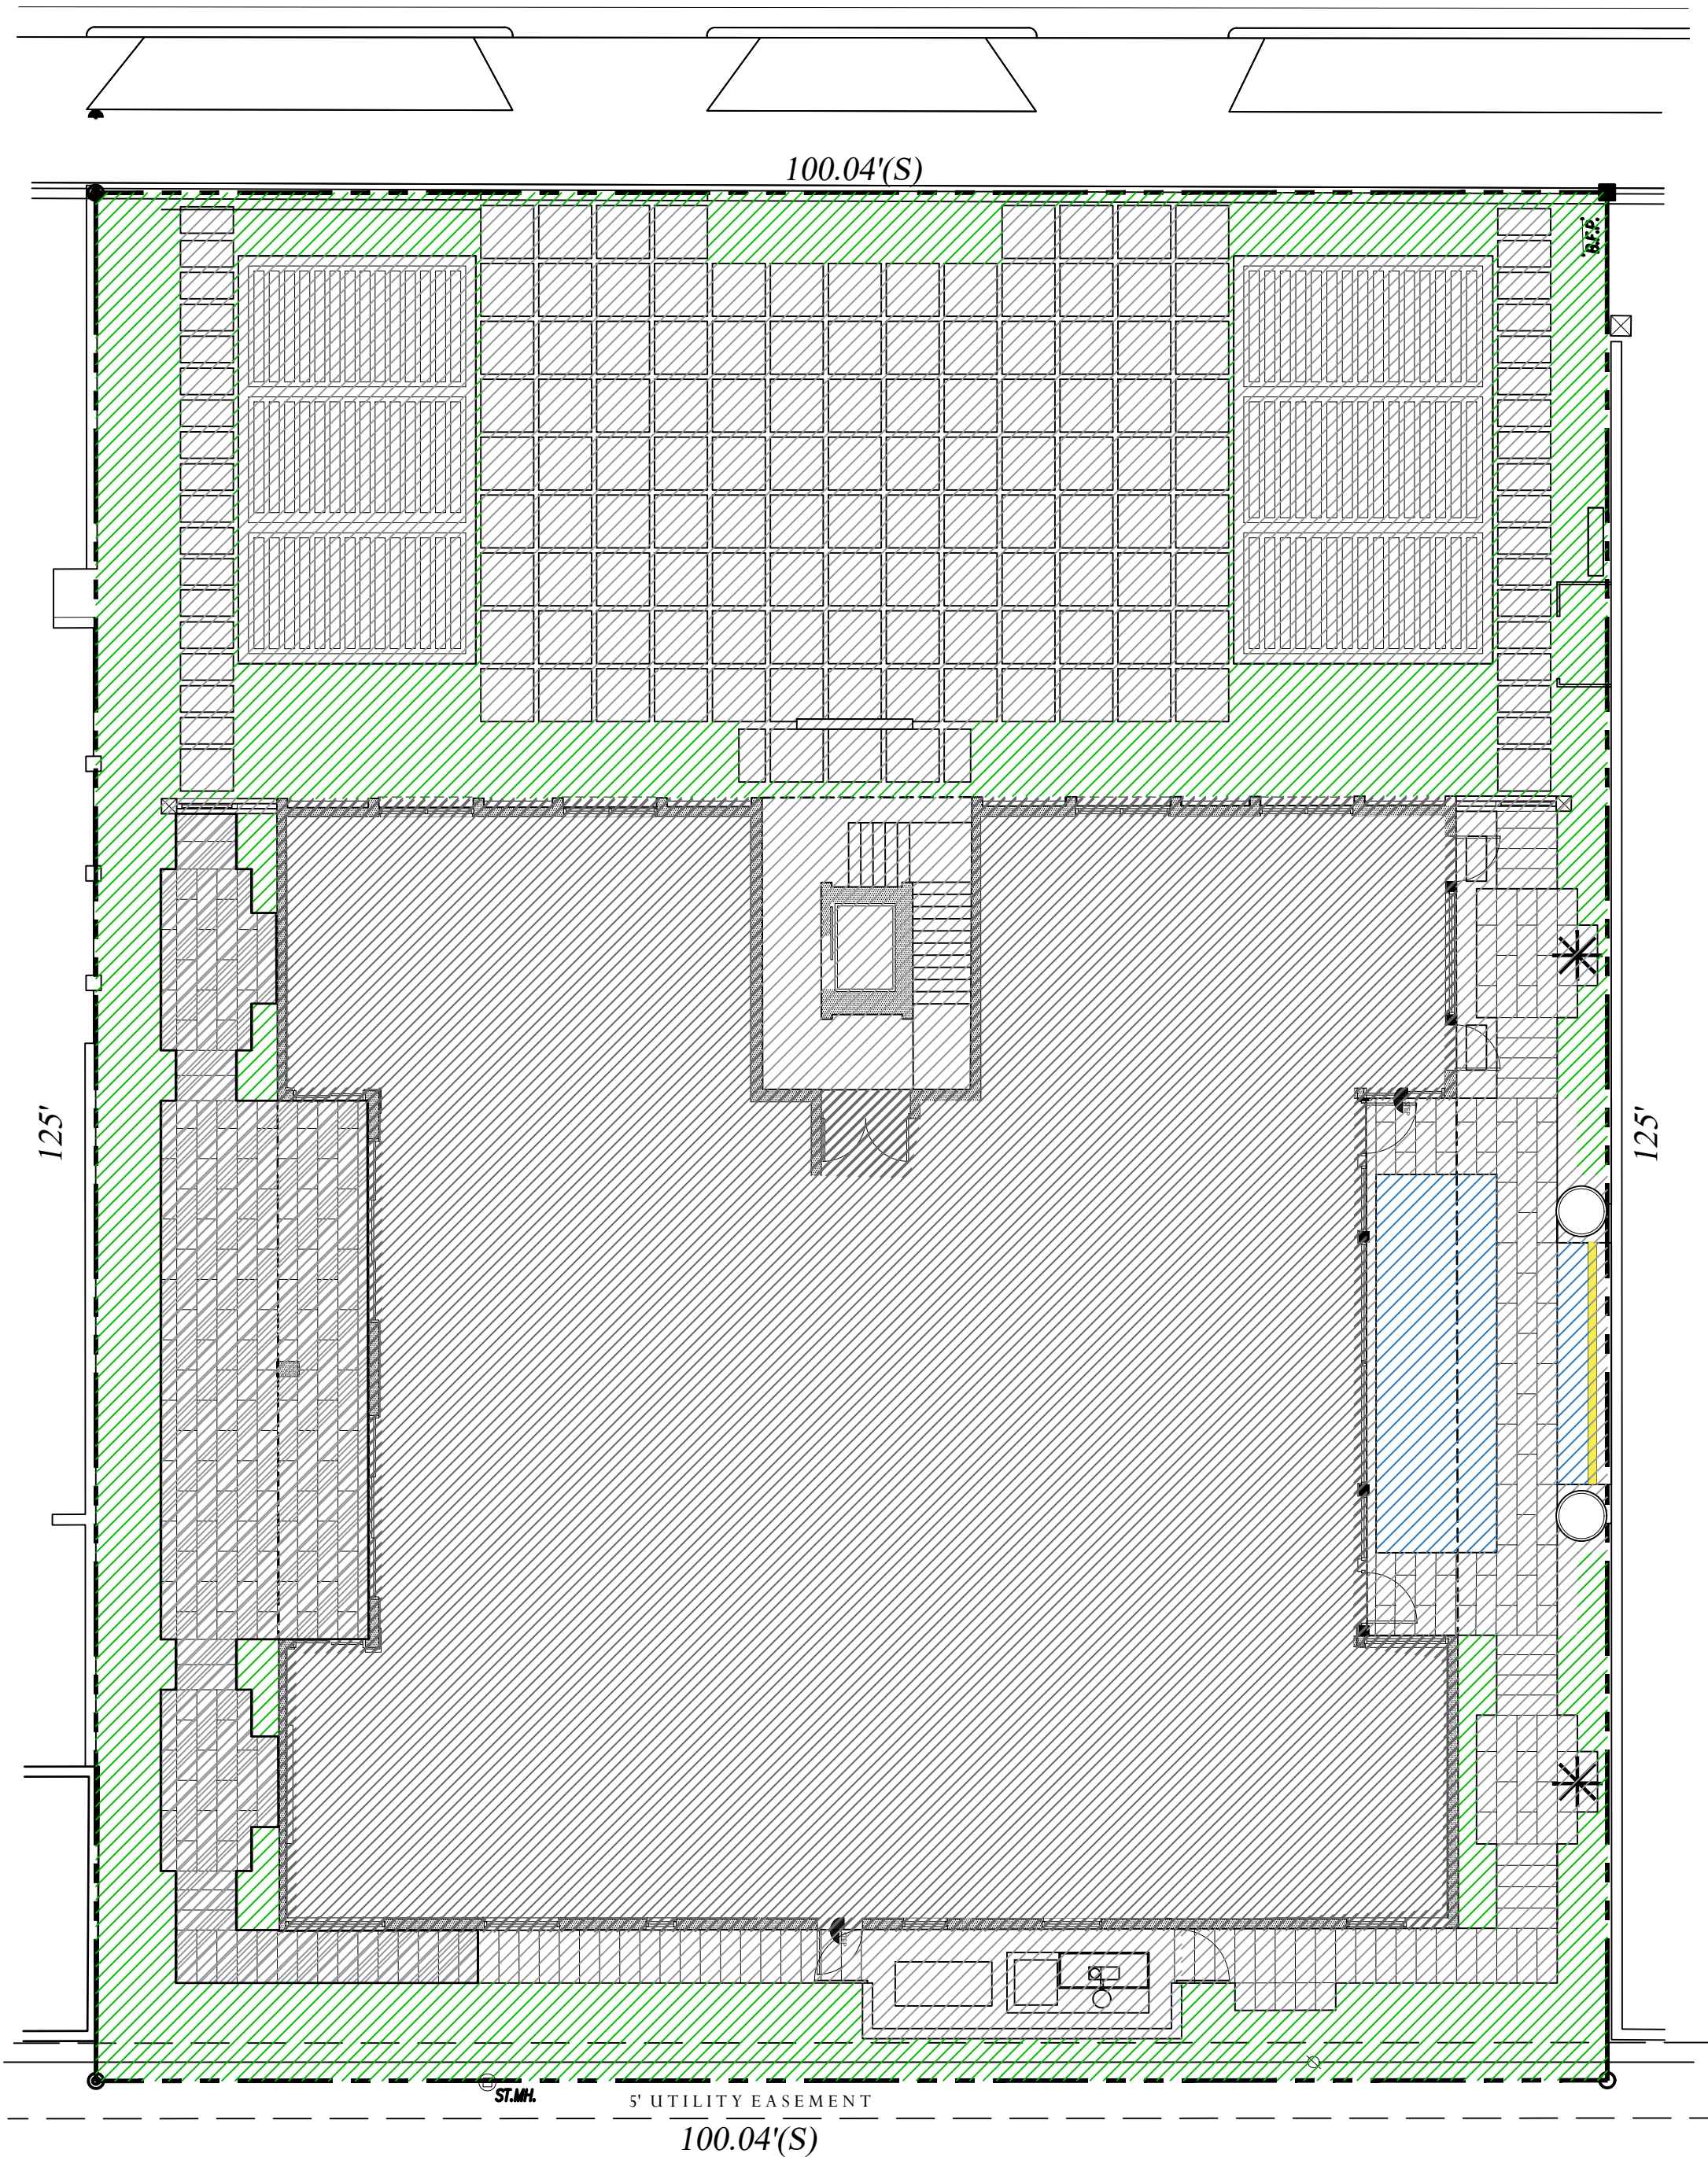 100.04'(S)
B.F.P.
125'
125'
ST.MH.
5' UTILITY EASEMENT
100.04'(S)